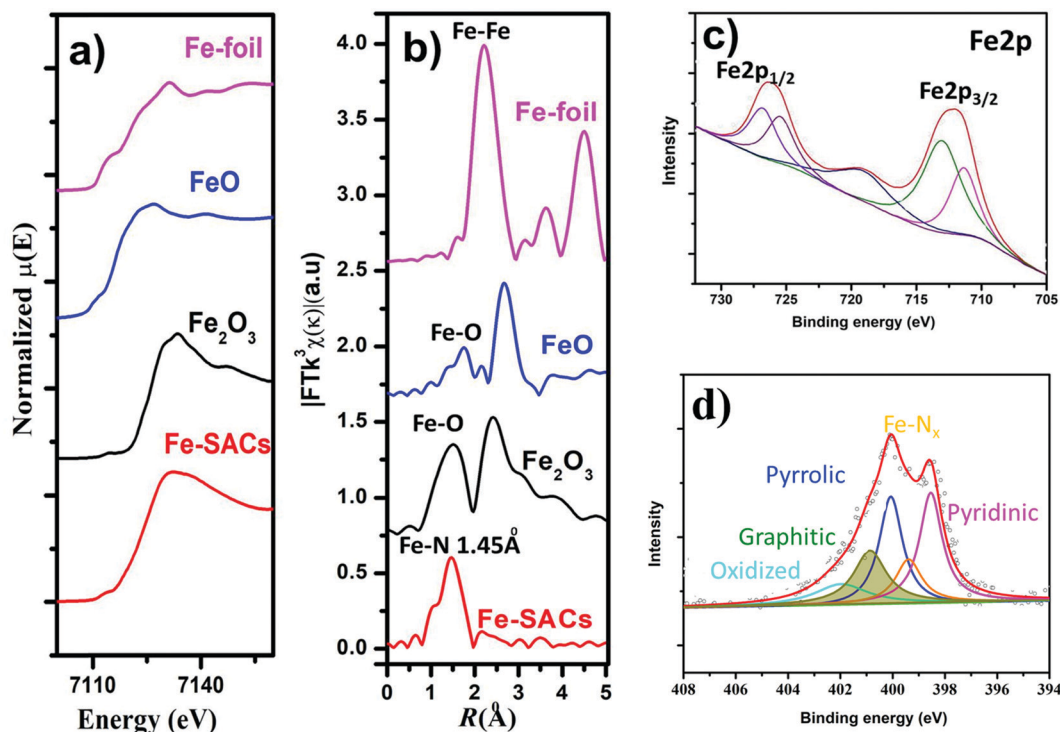 a)
Fe-foil
FeO
Fe₂O₃
Fe-SACs
Normalized μ(E)
7110 7140
Energy (eV)
b)
Fe-Fe
Fe-foil
Fe-O
FeO
Fe-O
Fe₂O₃
Fe-N 1.45Å
Fe-SACs
|FTk³χ(κ)|(a.u)
4.0
3.5
3.0
2.5
2.0
1.5
1.0
0.5
0.0
0 1 2 3 4 5
R(Å)
c)
Fe2p
Fe2p₁/₂
Fe2p₃/₂
Intensity
730 725 720 715 710 705
Binding energy (eV)
d)
Fe-Nₓ
Pyrrolic
Pyridinic
Graphitic
Oxidized
Intensity
408 406 404 402 400 398 396 394
Binding energy (eV)